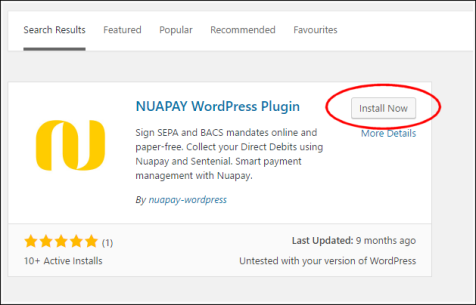 Search Results Featured Popular Recommended Favourites
NUAPAY WordPress Plugin
Install Now
Sign SEPA and BACS mandates online and
More Details
paper-free. Collect your Direct Debits using
Nuapay and Sentenial. Smart payment
management with Nuapay.
By nuapay-wordpress
(1)
Last Updated: 9 months ago
10+ Active Installs
Untested with your version of WordPress